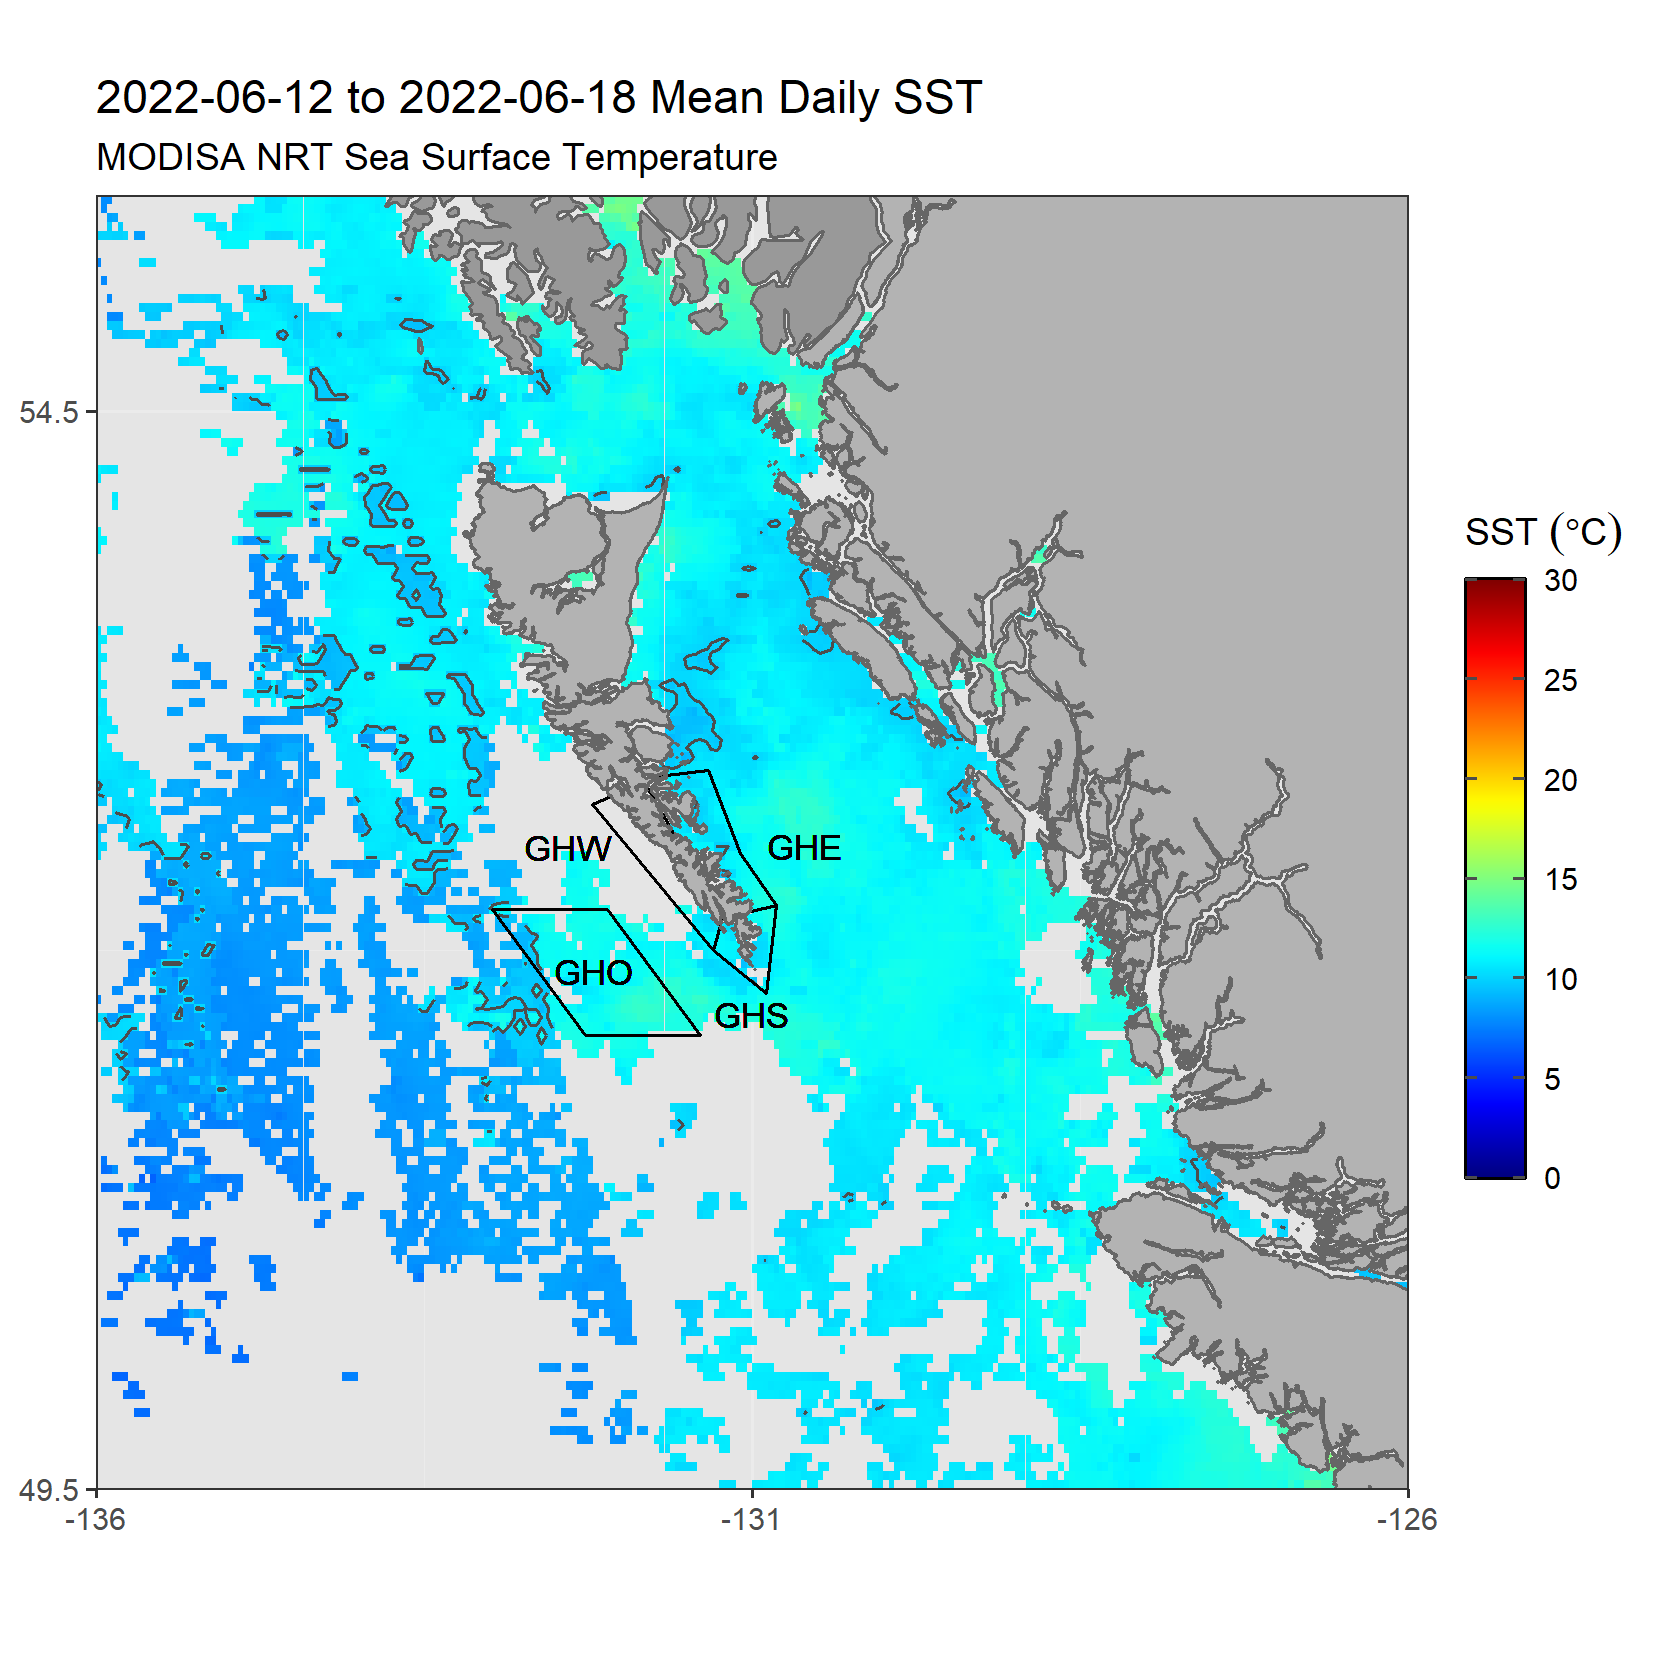 2022-06-12 to 2022-06-18 Mean Daily SST
MODISA NRT Sea Surface Temperature
54.5
49.5
-136
-131
-126
GHW
GHE
GHO
GHS
SST (°C)
30
25
20
15
10
5
0